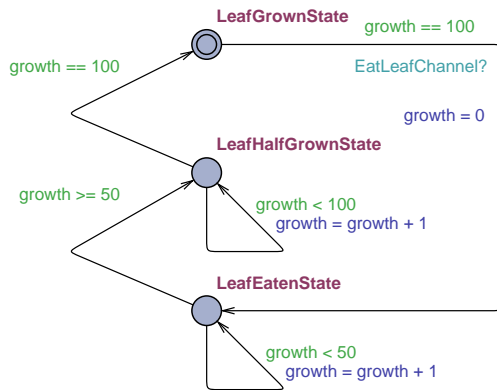 LeafGrownState
growth == 100
growth == 100
EatLeafChannel?
growth = 0
LeafHalfGrownState
growth >= 50
growth < 100
growth = growth + 1
LeafEatenState
growth < 50
growth = growth + 1